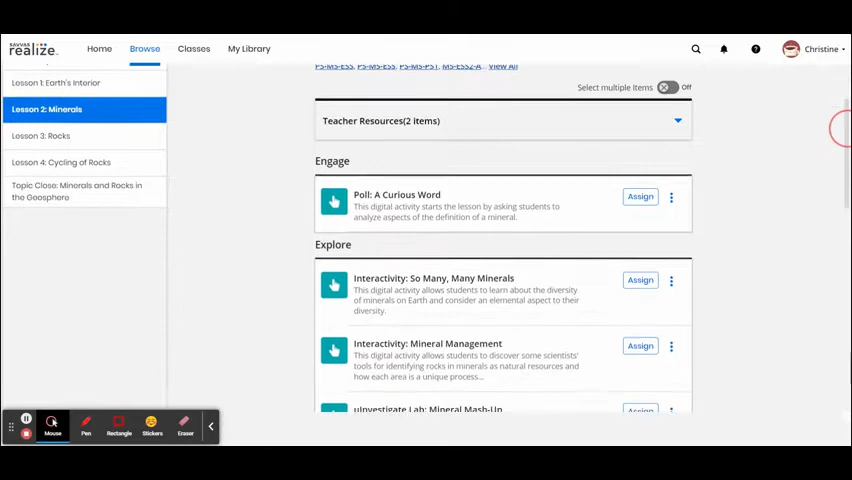 SAVVAS
realize
Home
Browse
Classes
My Library
Christine
Lesson 1: Earth's Interior
Lesson 2: Minerals
Lesson 3: Rocks
Lesson 4: Cycling of Rocks
Topic Close: Minerals and Rocks in
the Geosphere
PS-MS-ESS, PS-MS-ESS, PS-MS-PS1, MS-ESS2-A... View All
Select multiple items Off
Teacher Resources(2 items)
Engage
Poll: A Curious Word
This digital activity starts the lesson by asking students to
analyze aspects of the definition of a mineral.
Assign
Explore
Interactivity: So Many, Many Minerals
This digital activity allows students to learn about the diversity
of minerals on Earth and consider an elemental aspect to their
diversity.
Assign
Interactivity: Mineral Management
This digital activity allows students to discover some scientists'
tools for identifying rocks in minerals as natural resources and
how each area is a unique process...
Assign
uInvestigate Lab: Mineral Mash-Up
Assign
Mouse
Pen
Rectangle
Stickers
Eraser